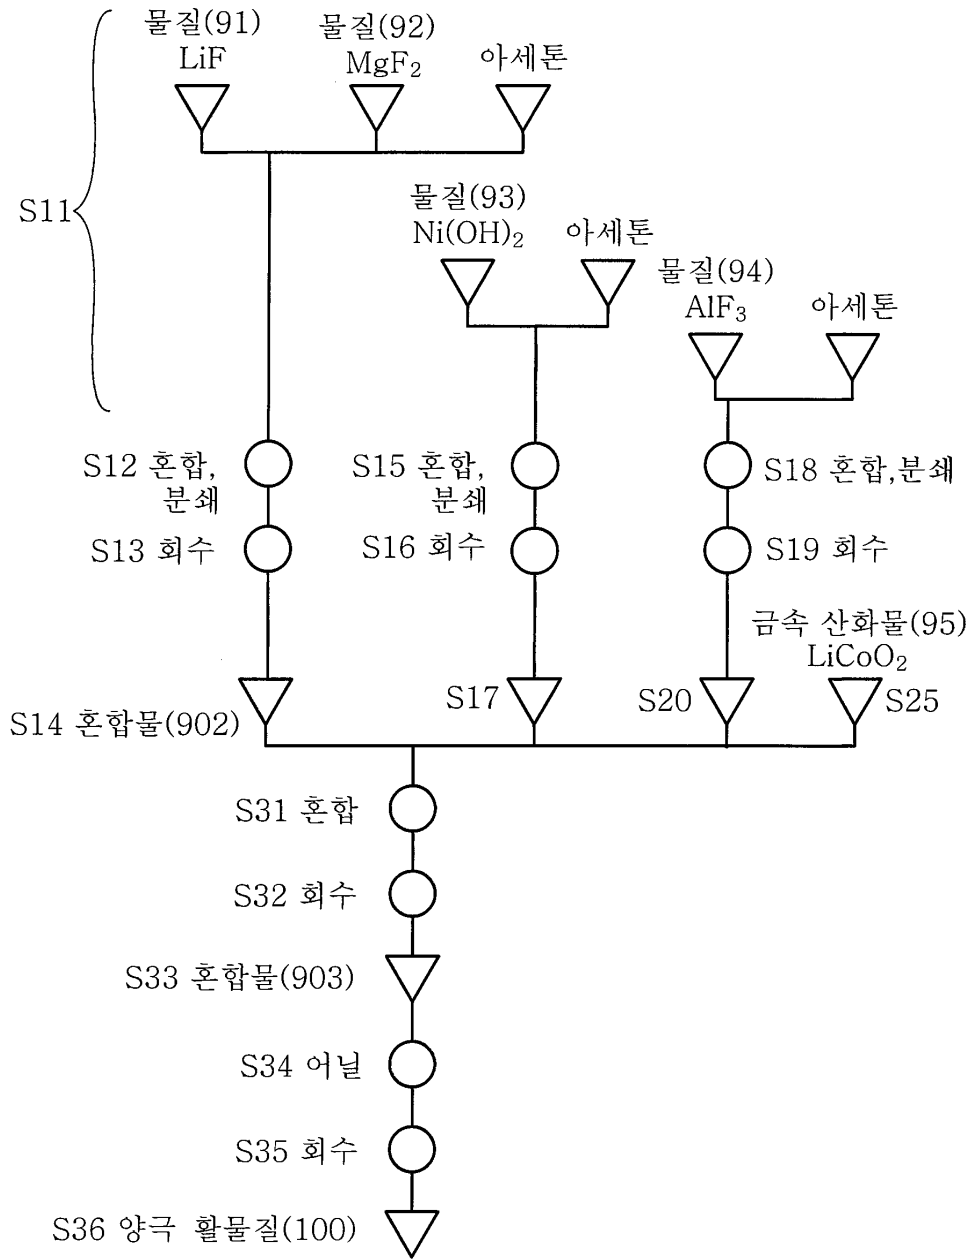 물질(91)
LiF
물질(92)
MgF2
아세톤
S11
물질(93)
Ni(OH)2
아세톤
물질(94)
AlF3
아세톤
S12 혼합,
분쇄
S15 혼합,
분쇄
S18 혼합,분쇄
S13 회수
S16 회수
S19 회수
금속 산화물(95)
LiCoO2
S14 혼합물(902)
S17
S20
S25
S31 혼합
S32 회수
S33 혼합물(903)
S34 어닐
S35 회수
S36 양극 활물질(100)